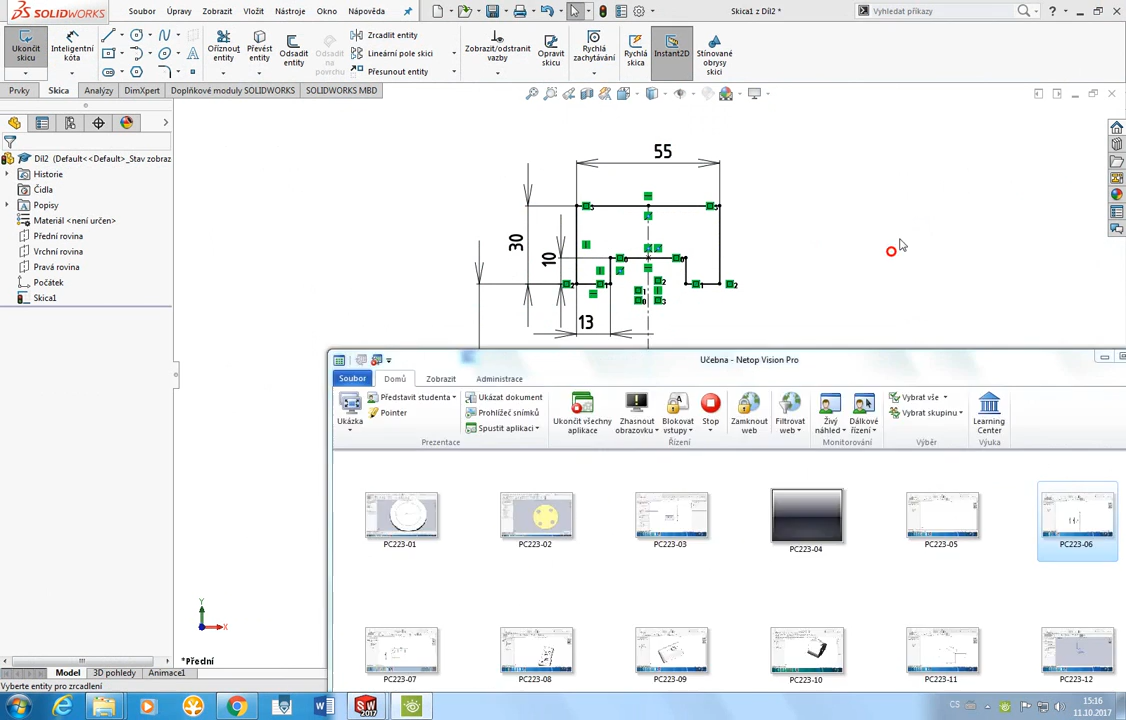 SOLIDWORKS
Soubor Úpravy Zobrazit Vložit Nástroje Okno Nápověda
Skica1 z Díl2 *
Vyhledat příkazy
Ukončit skicu
Inteligentní kóta
Oříznout entity
Převést entity
Odsadit entity
Odsadit na povrchu
Zrcadlit entity
Lineární pole skici
Přesunout entity
Zobrazit/odstranit vazby
Opravit skicu
Rychlá zachytávání
Rychlá skica
Instant2D
Stínované obrysy skici
Prvky Skica Analýzy DimXpert Doplňkové moduly SOLIDWORKS SOLIDWORKS MBD
Díl2 (Default<<Default>_Stav zobraz
Historie
Čidla
Popisy
Materiál <není určen>
Přední rovina
Vrchní rovina
Pravá rovina
Počátek
Skica1
55
30
10
13
Učebna - Netop Vision Pro
Soubor Domů Zobrazit Administrace
Ukázka
Představit studenta
Pointer
Ukázat dokument
Prohlížeč snímků
Spustit aplikaci
Prezentace
Ukončit všechny aplikace
Zhasnout obrazovku
Blokovat vstupy
Stop
Řízení
Zamknout web
Filtrovat web
Živý náhled
Dálkové řízení
Monitorování
Vybrat vše
Vybrat skupinu
Výběr
Learning Center
Výuka
PC223-01 PC223-02 PC223-03 PC223-04 PC223-05 PC223-06
PC223-07 PC223-08 PC223-09 PC223-10 PC223-11 PC223-12
Y
X
*Přední
Model 3D pohledy Animace1
Vyberte entity pro zrcadlení
CS
15:16
11.10.2017